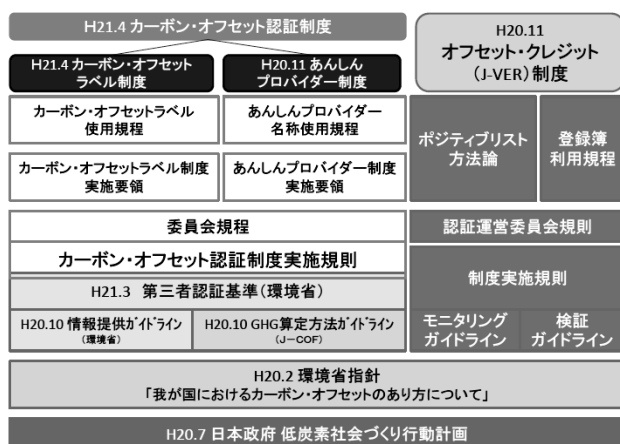 H21.4 カーボン・オフセット認証制度
H21.4 カーボン・オフセット
ラベル制度
H20.11 あんしん
プロバイダー制度
カーボン・オフセットラベル
使用規程
あんしんプロバイダー
名称使用規程
カーボン・オフセットラベル制度
実施要領
あんしんプロバイダー制度
実施要領
委員会規程
カーボン・オフセット認証制度実施規則
H21.3 第三者認証基準(環境省)
H20.10 情報提供ガイドライン
(環境省)
H20.10 GHG算定方法ガイドライン
(J-COF)
H20.11
オフセット・クレジット
(J-VER)制度
ポジティブリスト
方法論
登録簿
利用規程
認証運営委員会規則
制度実施規則
モニタリング
ガイドライン
検証
ガイドライン
H20.2 環境省指針
「我が国におけるカーボン・オフセットのあり方について」
H20.7 日本政府 低炭素社会づくり行動計画